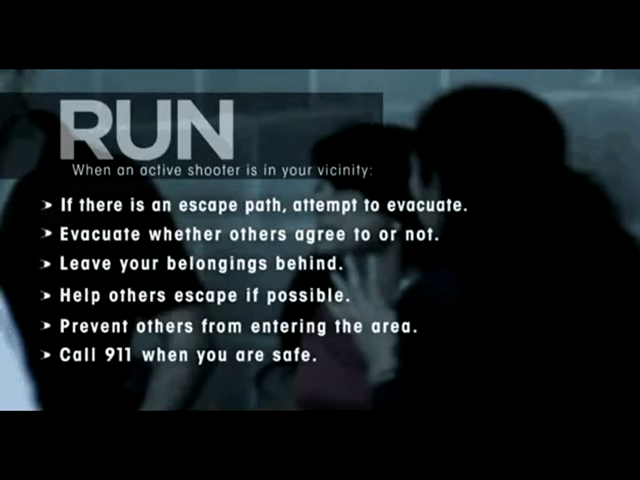 RUN
When an active shooter is in your vicinity:
➢ If there is an escape path, attempt to evacuate.
➢ Evacuate whether others agree to or not.
➢ Leave your belongings behind.
➢ Help others escape if possible.
➢ Prevent others from entering the area.
➢ Call 911 when you are safe.